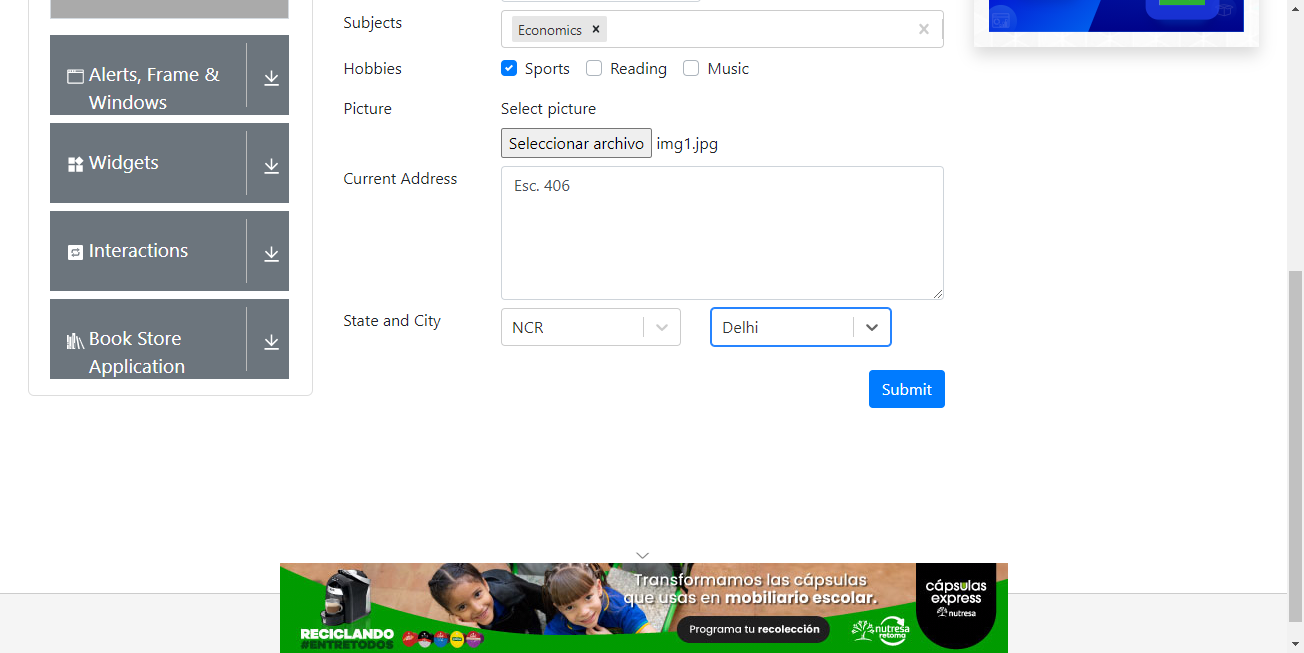 Alerts, Frame &
Windows
Widgets
Interactions
Book Store
Application
Subjects
Economics
Hobbies
Sports
Reading
Music
Picture
Select picture
Seleccionar archivo
img1.jpg
Current Address
Esc. 406
State and City
NCR
Delhi
Submit
RECICLANDO
#ENTRETODOS
Transformamos las cápsulas
que usas en mobiliario escolar.
Programa tu recolección
nutresa
retoma
cápsulas
express
nutresa